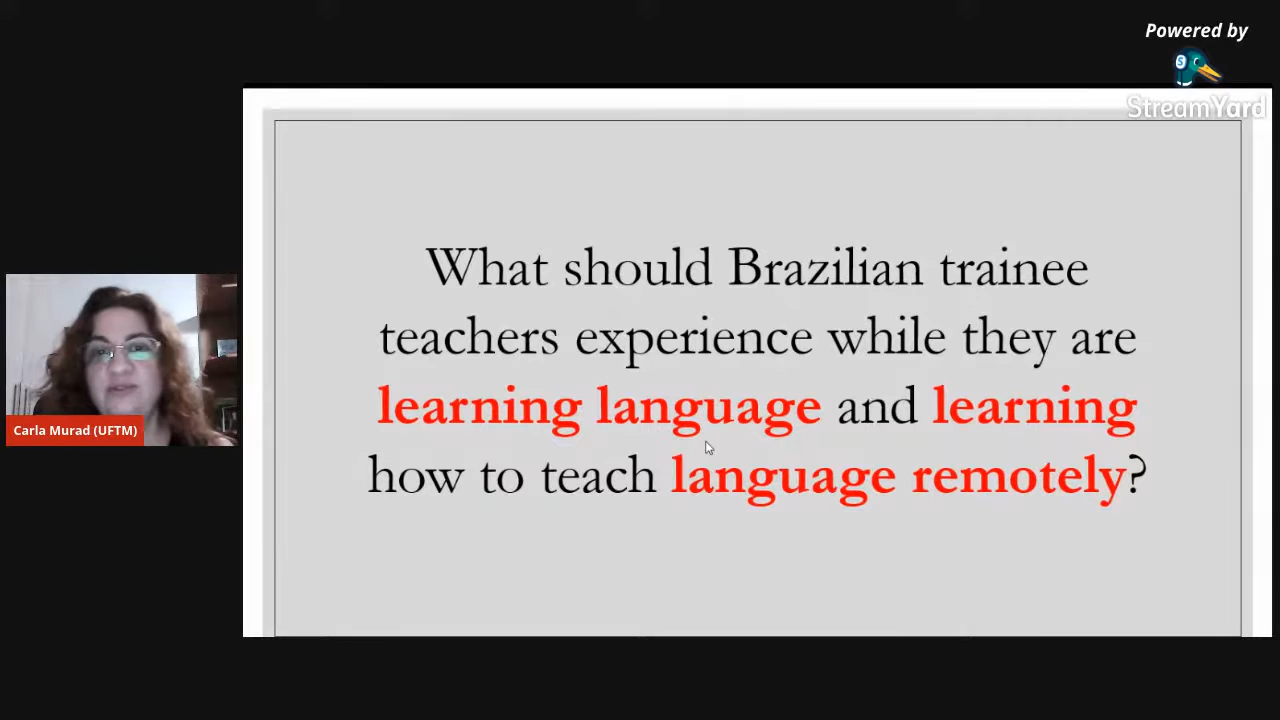 Powered by
StreamYard
What should Brazilian trainee
teachers experience while they are
learning language and learning
how to teach language remotely?
Carla Murad (UFTM)